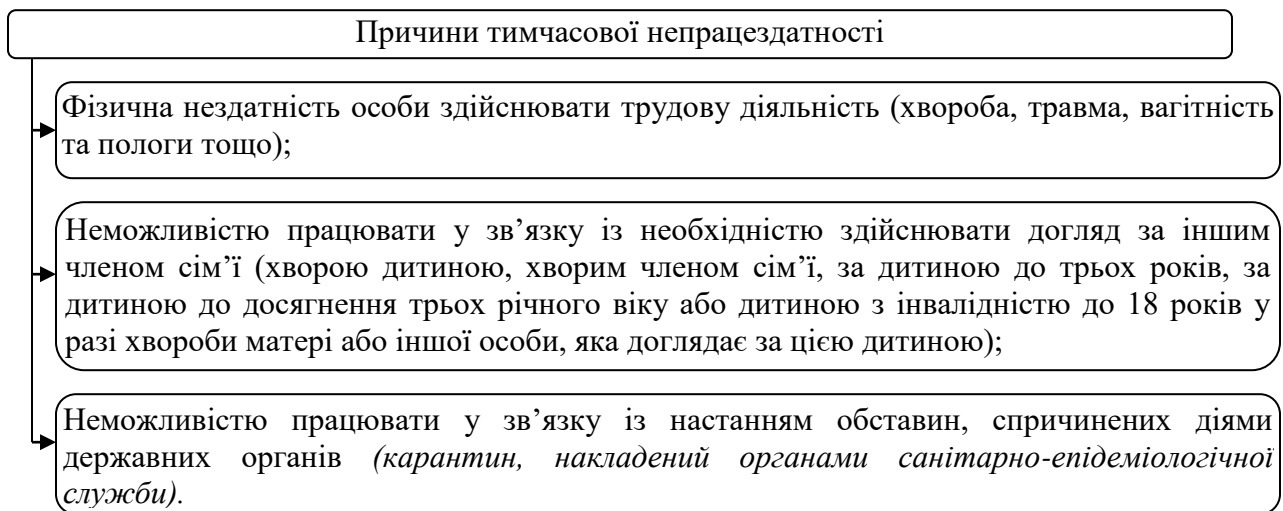 Причини тимчасової непрацездатності
Фізична нездатність особи здійснювати трудову діяльність (хвороба, травма, вагітність
та пологи тощо);
Неможливістю працювати у зв’язку із необхідністю здійснювати догляд за іншим
членом сім’ї (хворою дитиною, хворим членом сім’ї, за дитиною до трьох років, за
дитиною до досягнення трьох річного віку або дитиною з інвалідністю до 18 років у
разі хвороби матері або іншої особи, яка доглядає за цією дитиною);
Неможливістю працювати у зв’язку із настанням обставин, спричинених діями
державних органів (карантин, накладений органами санітарно-епідеміологічної
служби).